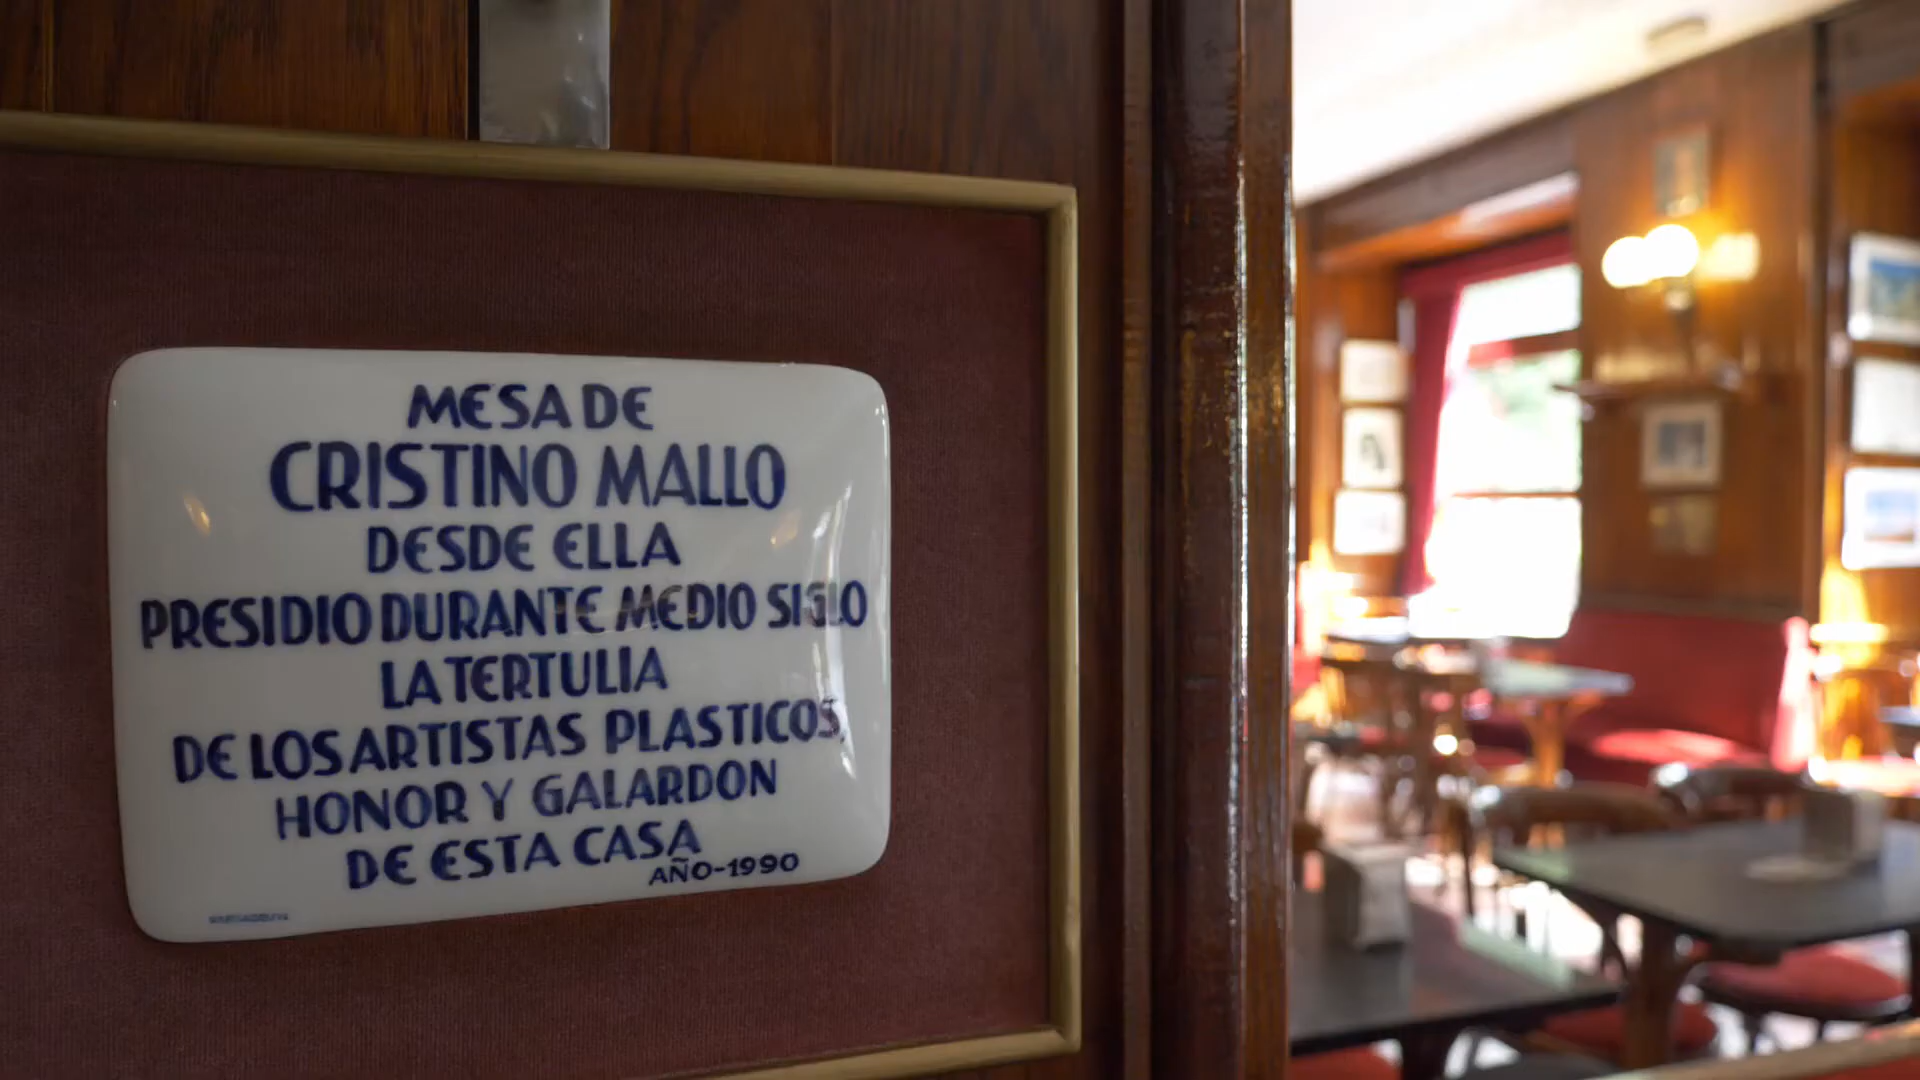 MESA DE
CRISTINO MALLO
DESDE ELLA
PRESIDIO DURANTE MEDIO SIGLO
LA TERTULIA
DE LOS ARTISTAS PLASTICOS,
HONOR Y GALARDON
DE ESTA CASA
AÑO-1990